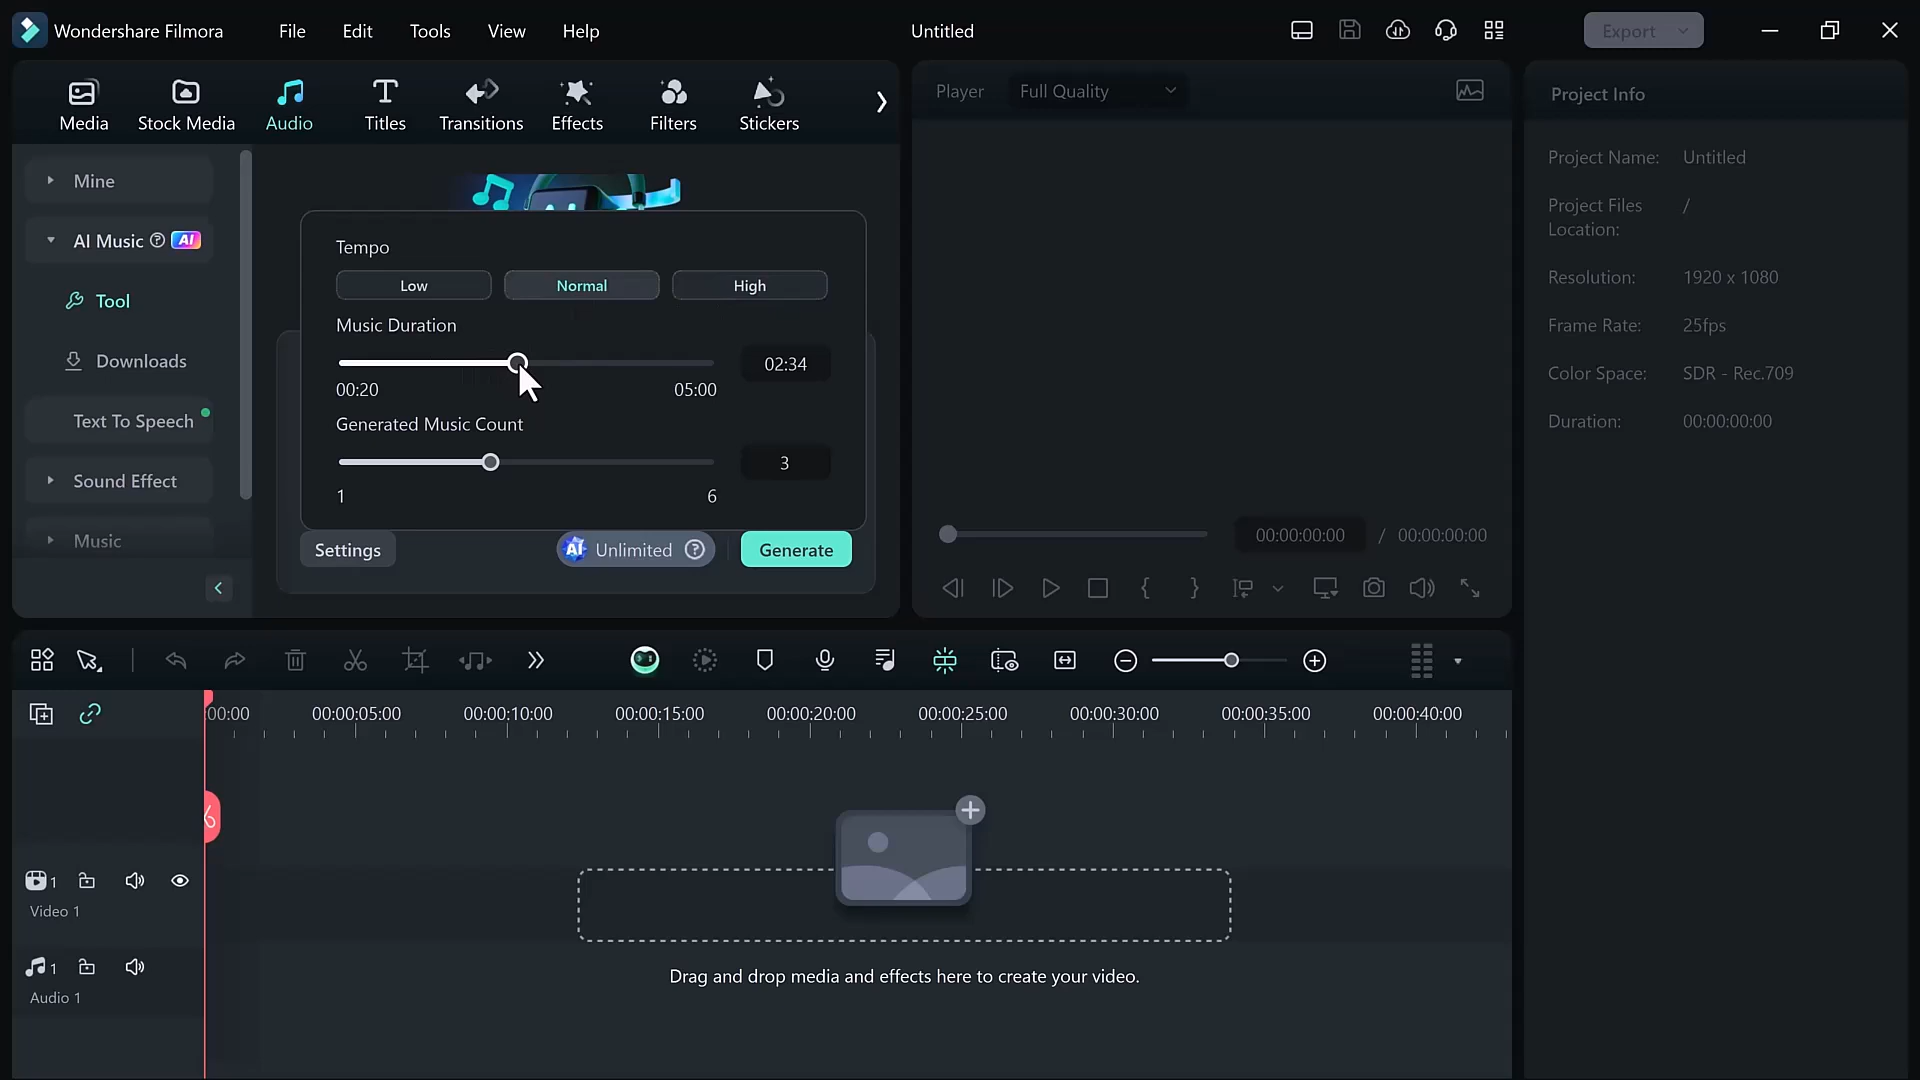 Wondershare Filmora File Edit Tools View Help Untitled Export
Media Stock Media Audio Titles Transitions Effects Filters Stickers
Player Full Quality
Project Info
Mine
AI Music AI
Tool
Downloads
Text To Speech
Sound Effect
Music
Tempo
Low Normal High
Music Duration
02:34
00:20 05:00
Generated Music Count
3
1 6
Settings AI Unlimited Generate
00:00:00:00 / 00:00:00:00
Project Name: Untitled
Project Files /
Location:
Resolution: 1920 x 1080
Frame Rate: 25fps
Color Space: SDR - Rec.709
Duration: 00:00:00:00
:00:00 00:00:05:00 00:00:10:00 00:00:15:00 00:00:20:00 00:00:25:00 00:00:30:00 00:00:35:00 00:00:40:00
1
Video 1
1
Audio 1
Drag and drop media and effects here to create your video.